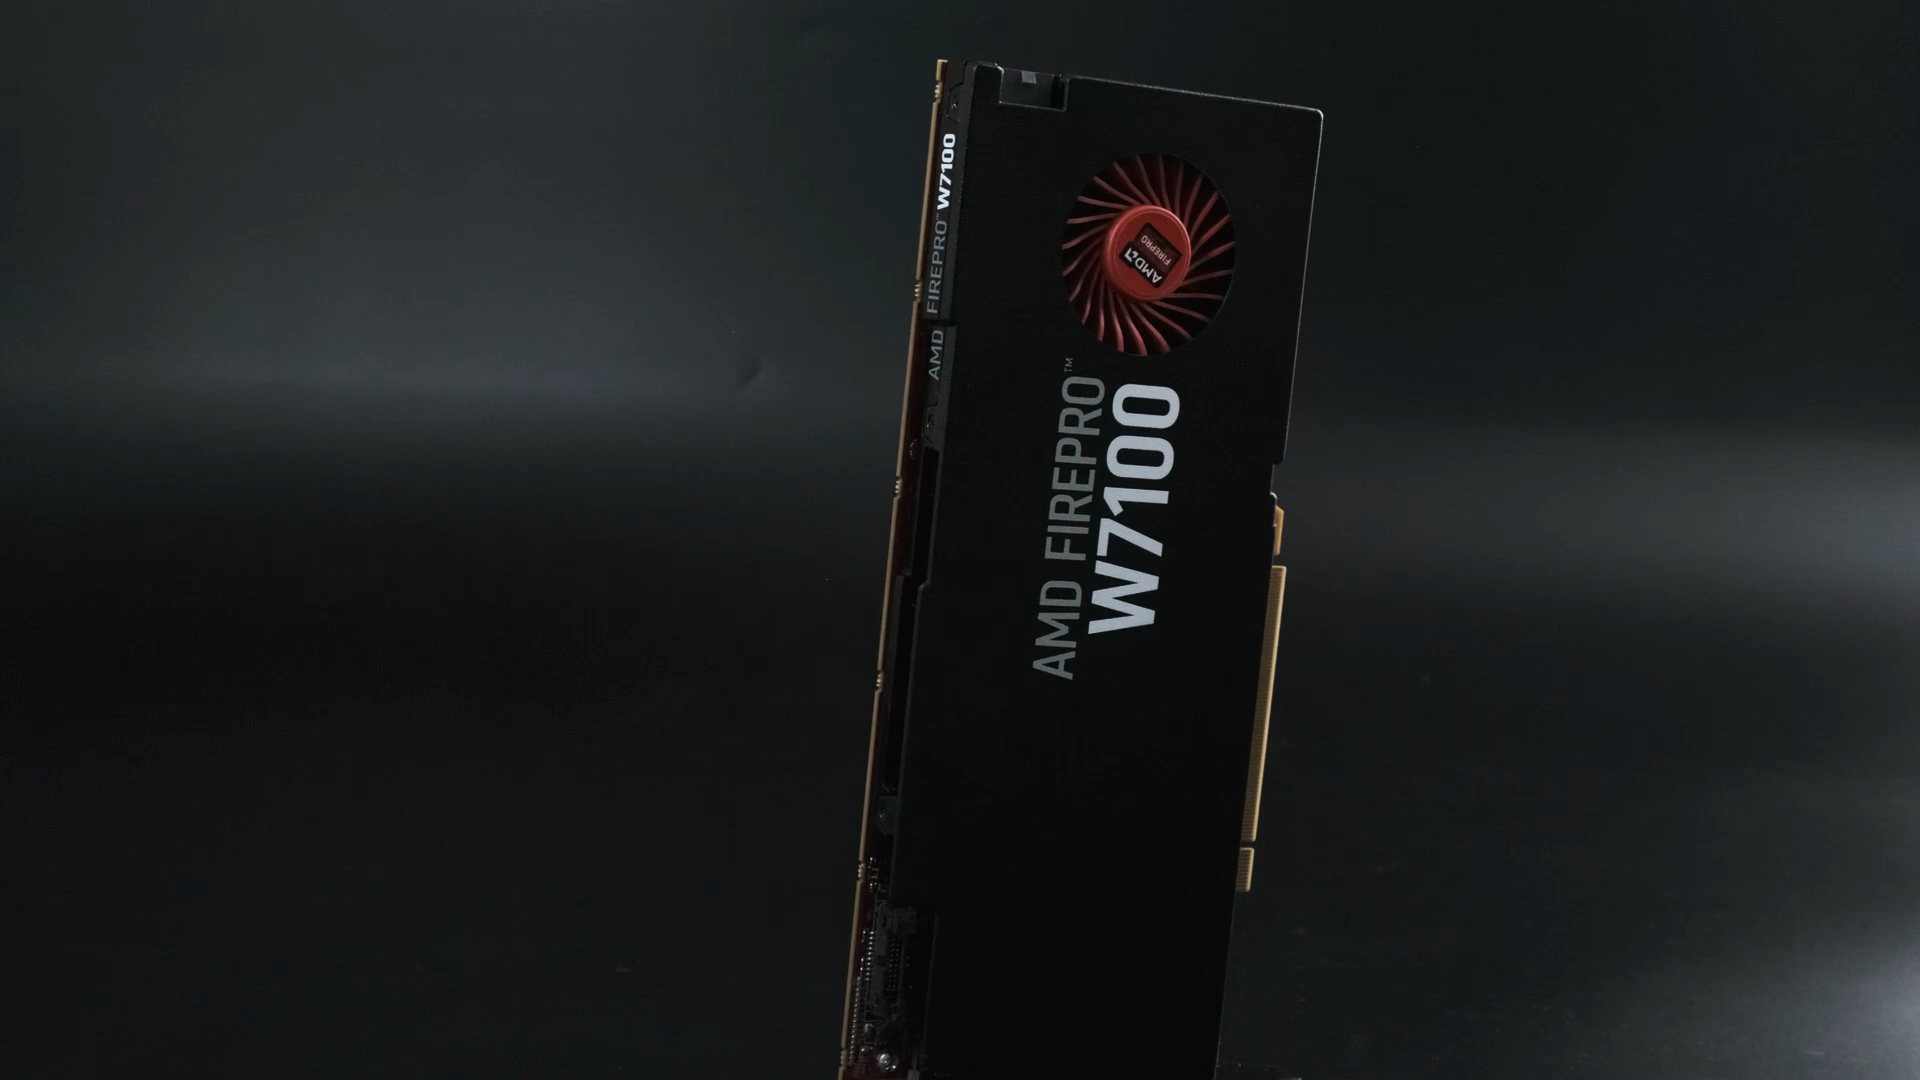 AMD FIREPRO™ W7100
AMD FIREPRO™
W7100
AMD
FIREPRO